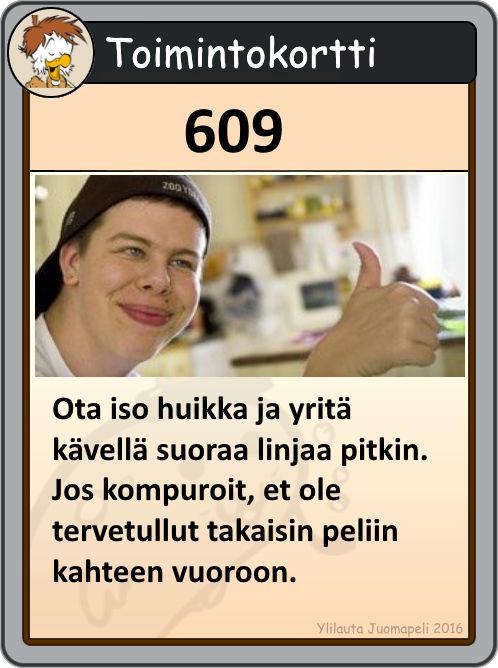 Toimintokortti
609
Ota iso huikka ja yritä
kävellä suoraa linjaa pitkin.
Jos kompuroit, et ole
tervetullut takaisin peliin
kahteen vuoroon.
Ylilauta Juomapeli 2016